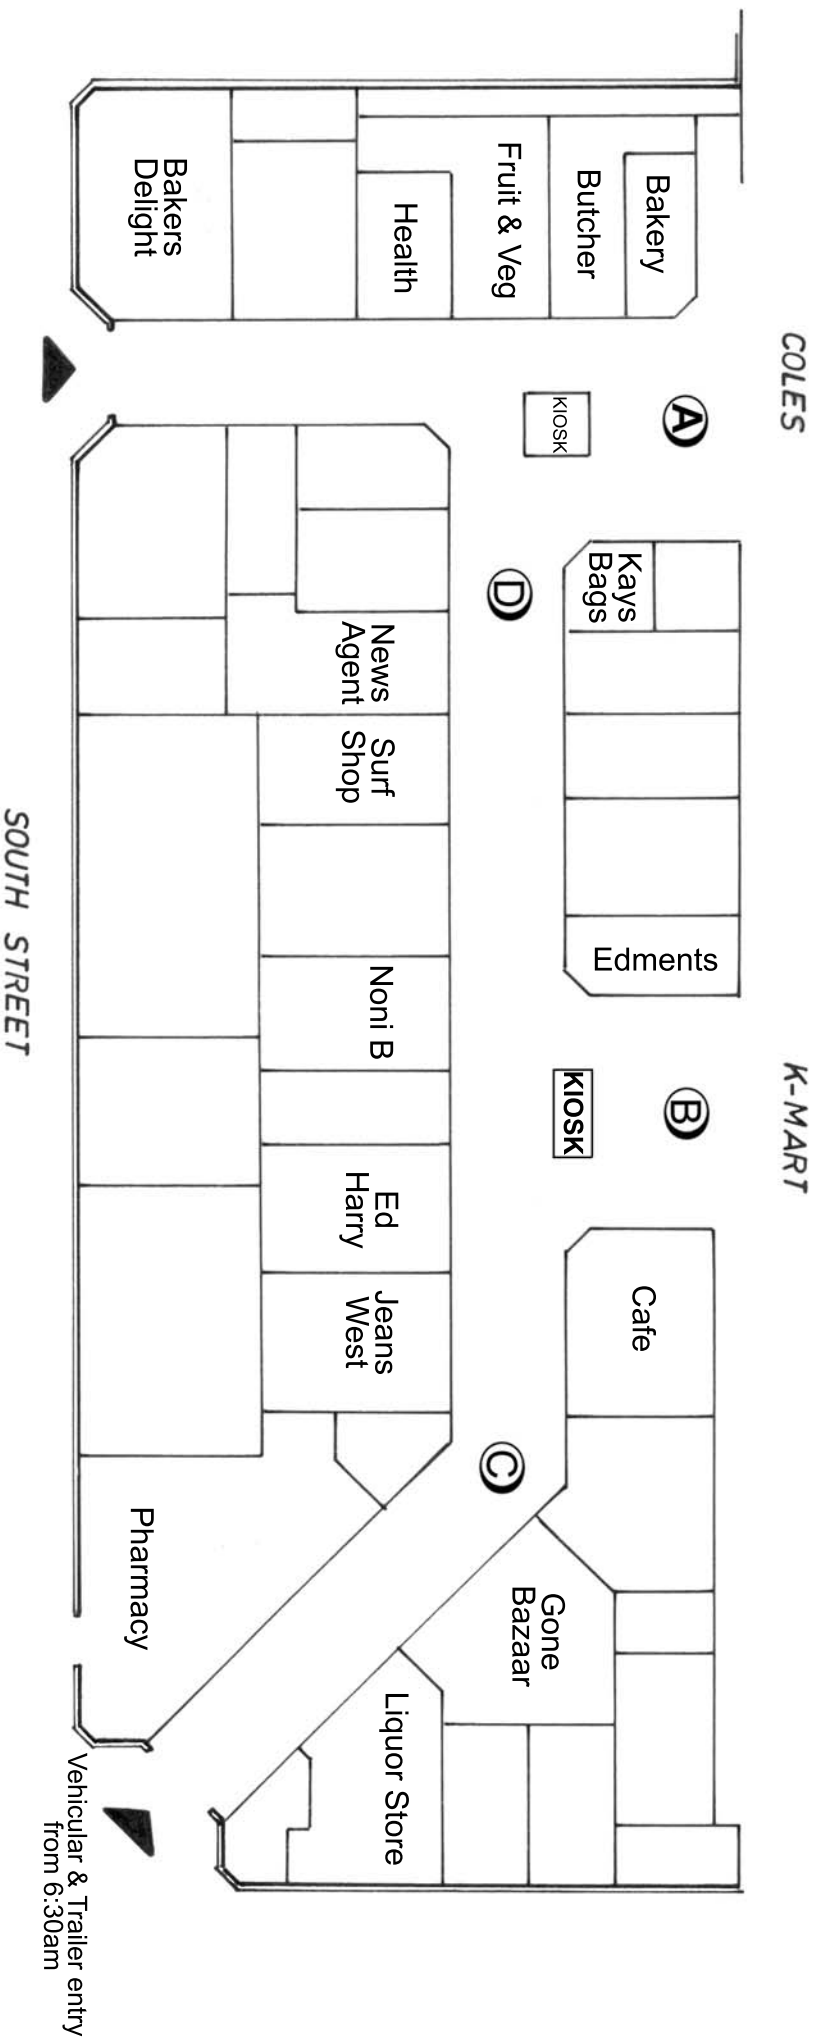 COLES
K-MART
A
B
Bakery
Butcher
Fruit & Veg
Health
Bakers
Delight
KIOSK
Kays
Bags
Edments
KIOSK
Cafe
D
C
News
Agent
Surf
Shop
Noni B
Ed
Harry
Jeans
West
Gone
Bazaar
Liquor Store
Pharmacy
Vehicular & Trailer entry
from 6:30am
SOUTH STREET